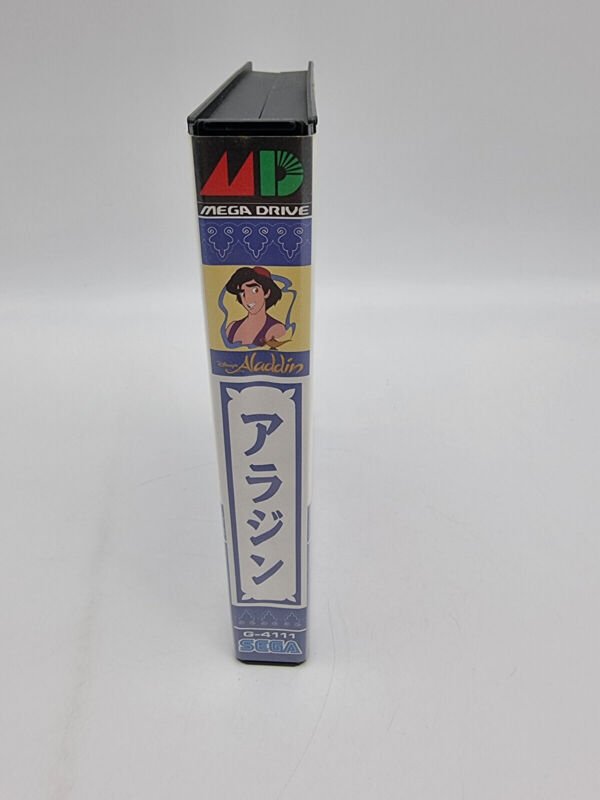 MD
MEGA DRIVE
Disney's Aladdin
アラジン
G-4111
SEGA